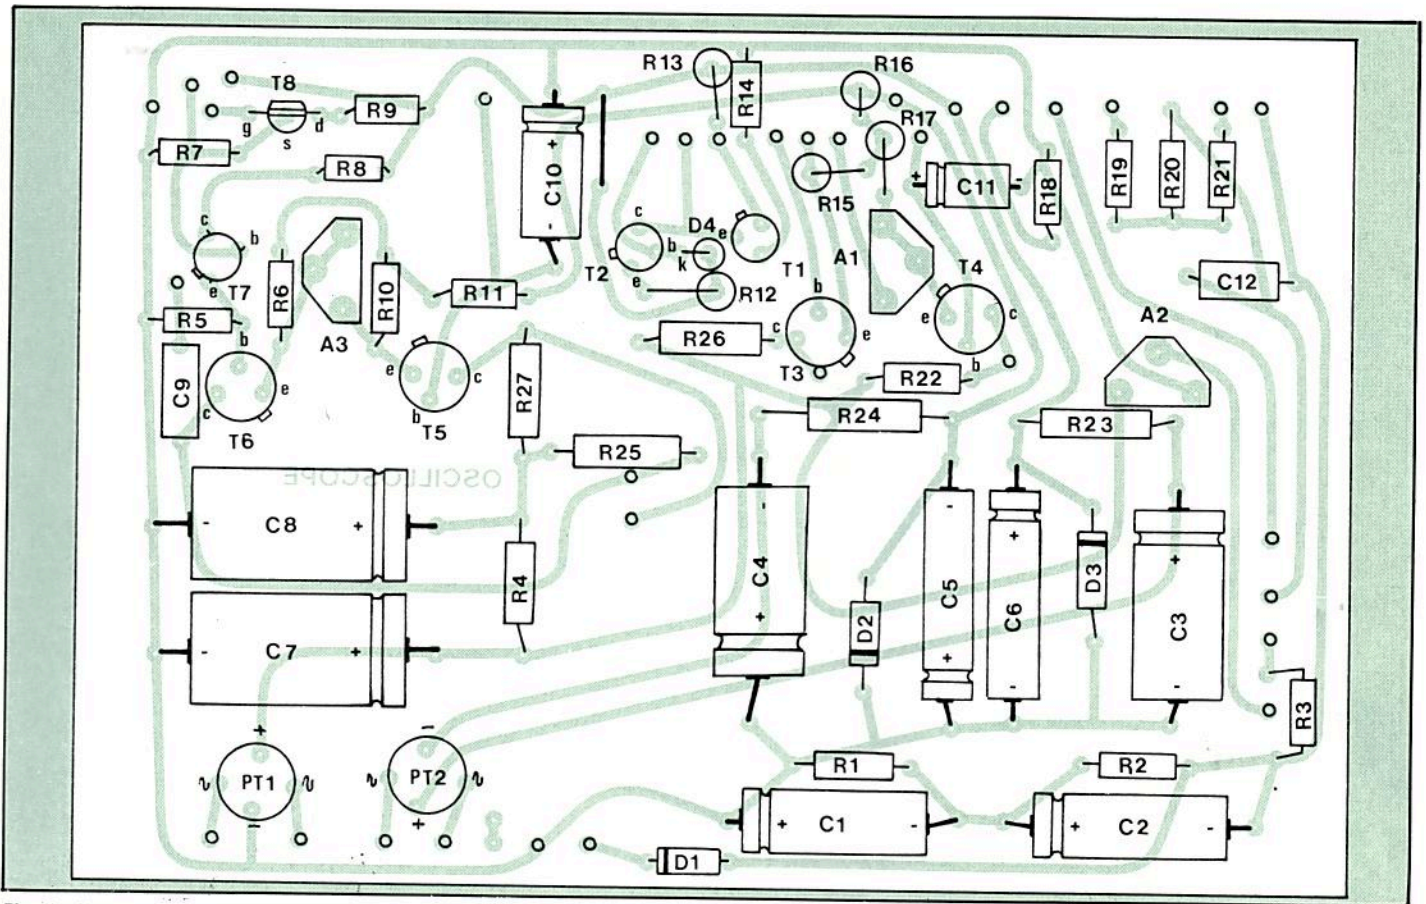 R13
R16
T8
R9
R14
g
d
R17
s
+
R7
R8
C10
R15
+
C11
-
R18
R19
R20
R21
-
c
b
e
T7
c
b
T2
e
D4
k
e
T1
A1
T4
R6
R10
R11
R12
C12
R5
A3
b
R26
c
b
e
T3
e
c
b
A2
C9
c
e
T6
e
c
b
T5
R27
R22
R24
R23
R25
OSCILLOSCOPE
-
C8
+
R4
-
C4
+
D2
C5
-
+
C6
+
-
D3
C3
+
-
-
C7
+
R3
+
∿
PT1
∿
-
-
∿
PT2
∿
+
R1
R2
+
C1
-
+
C2
-
D1